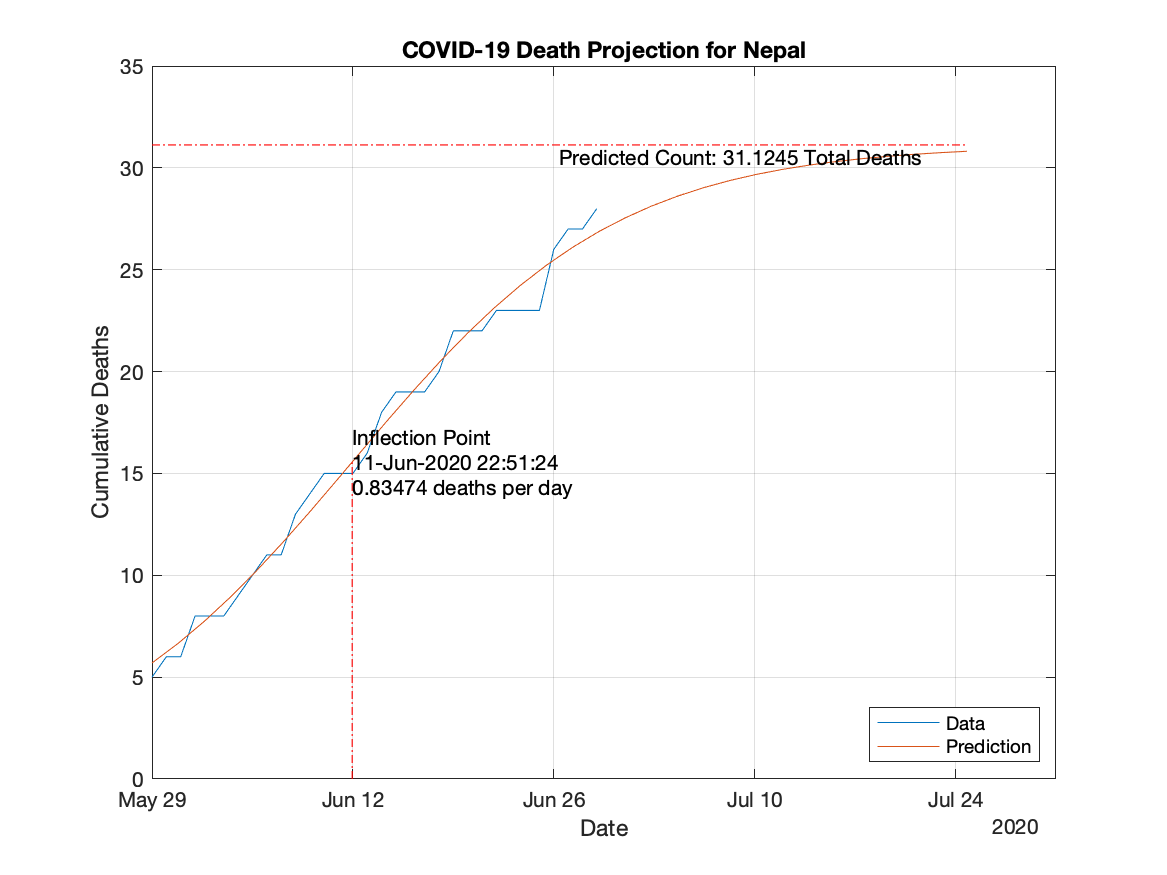 COVID-19 Death Projection for Nepal
35
30
25
20
15
10
5
0
Cumulative Deaths
Predicted Count: 31.1245 Total Deaths
Inflection Point
11-Jun-2020 22:51:24
0.83474 deaths per day
Data
Prediction
May 29 Jun 12 Jun 26 Jul 10 Jul 24
Date
2020